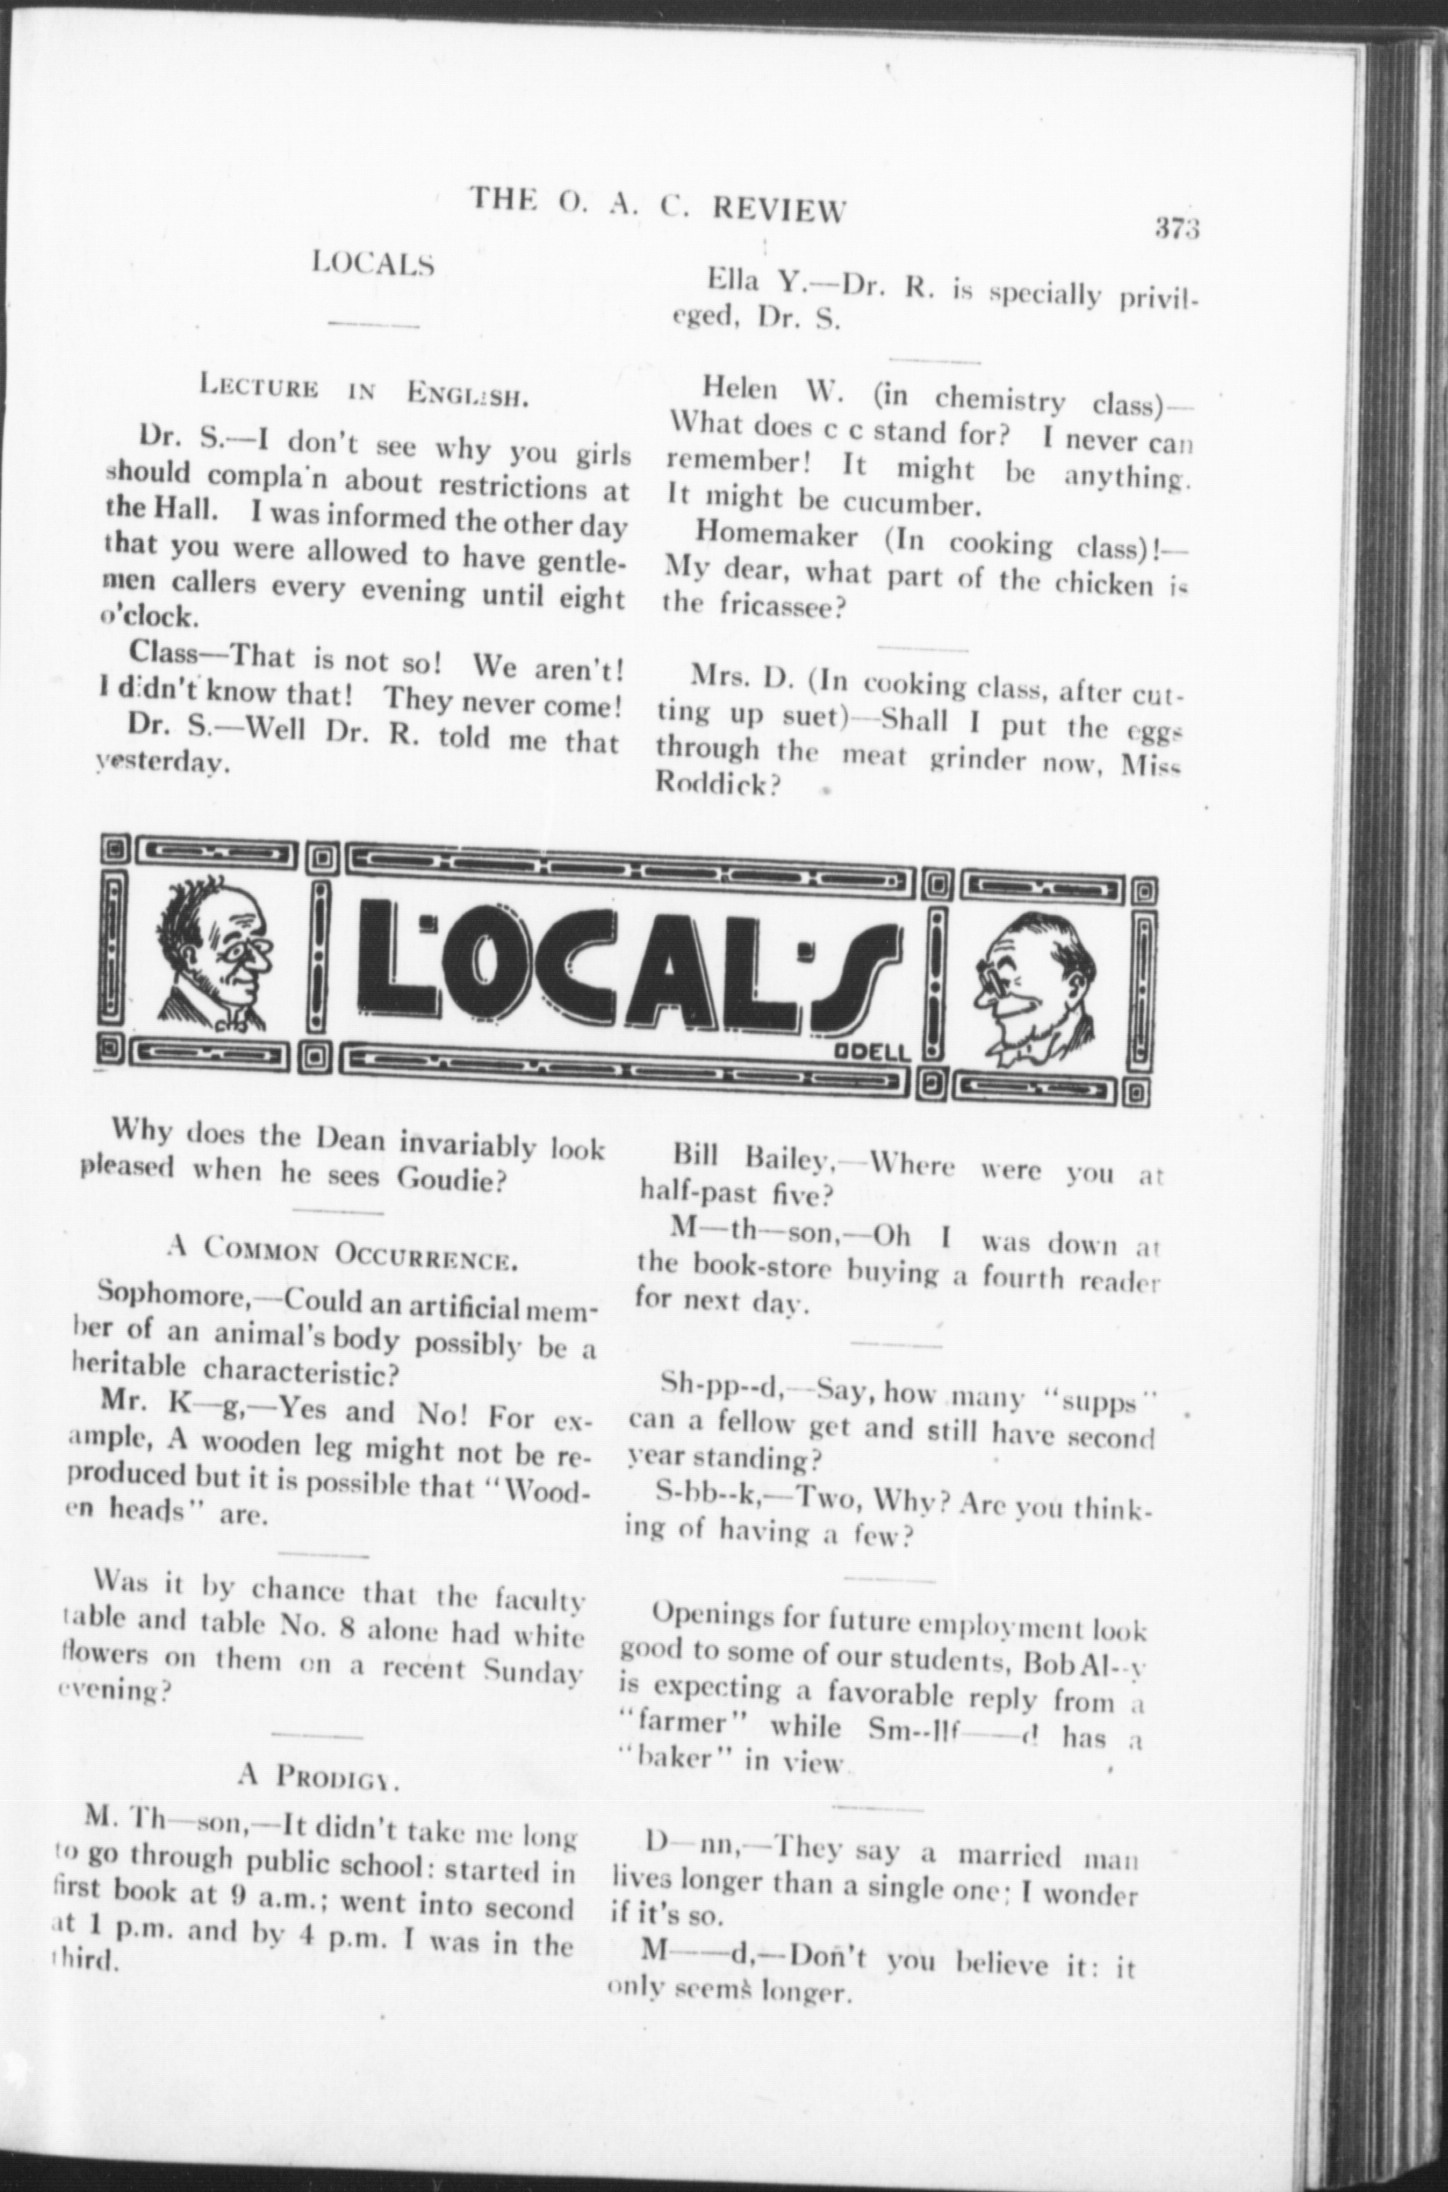 THE O. A. C. REVIEW
373
LOCALS
LECTURE IN ENGLISH.
Dr. S.—I don't see why you girls
should complain about restrictions at
the Hall. I was informed the other day
that you were allowed to have gentle-
men callers every evening until eight
o'clock.
Class—That is not so! We aren't!
I didn't know that! They never come!
Dr. S.—Well Dr. R. told me that
yesterday.
Ella Y.—Dr. R. is specially privil-
eged, Dr. S.
Helen W. (in chemistry class)—
What does c c stand for? I never can
remember! It might be anything.
It might be cucumber.
Homemaker (In cooking class)!—
My dear, what part of the chicken is
the fricassee?
Mrs. D. (In cooking class, after cut-
ting up suet)—Shall I put the eggs
through the meat grinder now, Miss
Roddick?
LOCALS
ODELL
Why does the Dean invariably look
pleased when he sees Goudie?
A COMMON OCCURRENCE.
Sophomore,—Could an artificial mem-
ber of an animal's body possibly be a
heritable characteristic?
Mr. K—g,—Yes and No! For ex-
ample, A wooden leg might not be re-
produced but it is possible that "Wood-
en heads" are.
Was it by chance that the faculty
table and table No. 8 alone had white
flowers on them on a recent Sunday
evening?
A PRODIGY.
M. Th—son,—It didn't take me long
to go through public school: started in
first book at 9 a.m.; went into second
at 1 p.m. and by 4 p.m. I was in the
third.
Bill Bailey,—Where were you at
half-past five?
M—th—son,—Oh I was down at
the book-store buying a fourth reader
for next day.
Sh-pp--d,—Say, how many "supps"
can a fellow get and still have second
year standing?
S-bb--k,—Two, Why? Are you think-
ing of having a few?
Openings for future employment look
good to some of our students, Bob Al--y
is expecting a favorable reply from a
"farmer" while Sm--llf——d has a
"baker" in view.
D—nn,—They say a married man
lives longer than a single one; I wonder
if it's so.
M——d,—Don't you believe it: it
only seems longer.